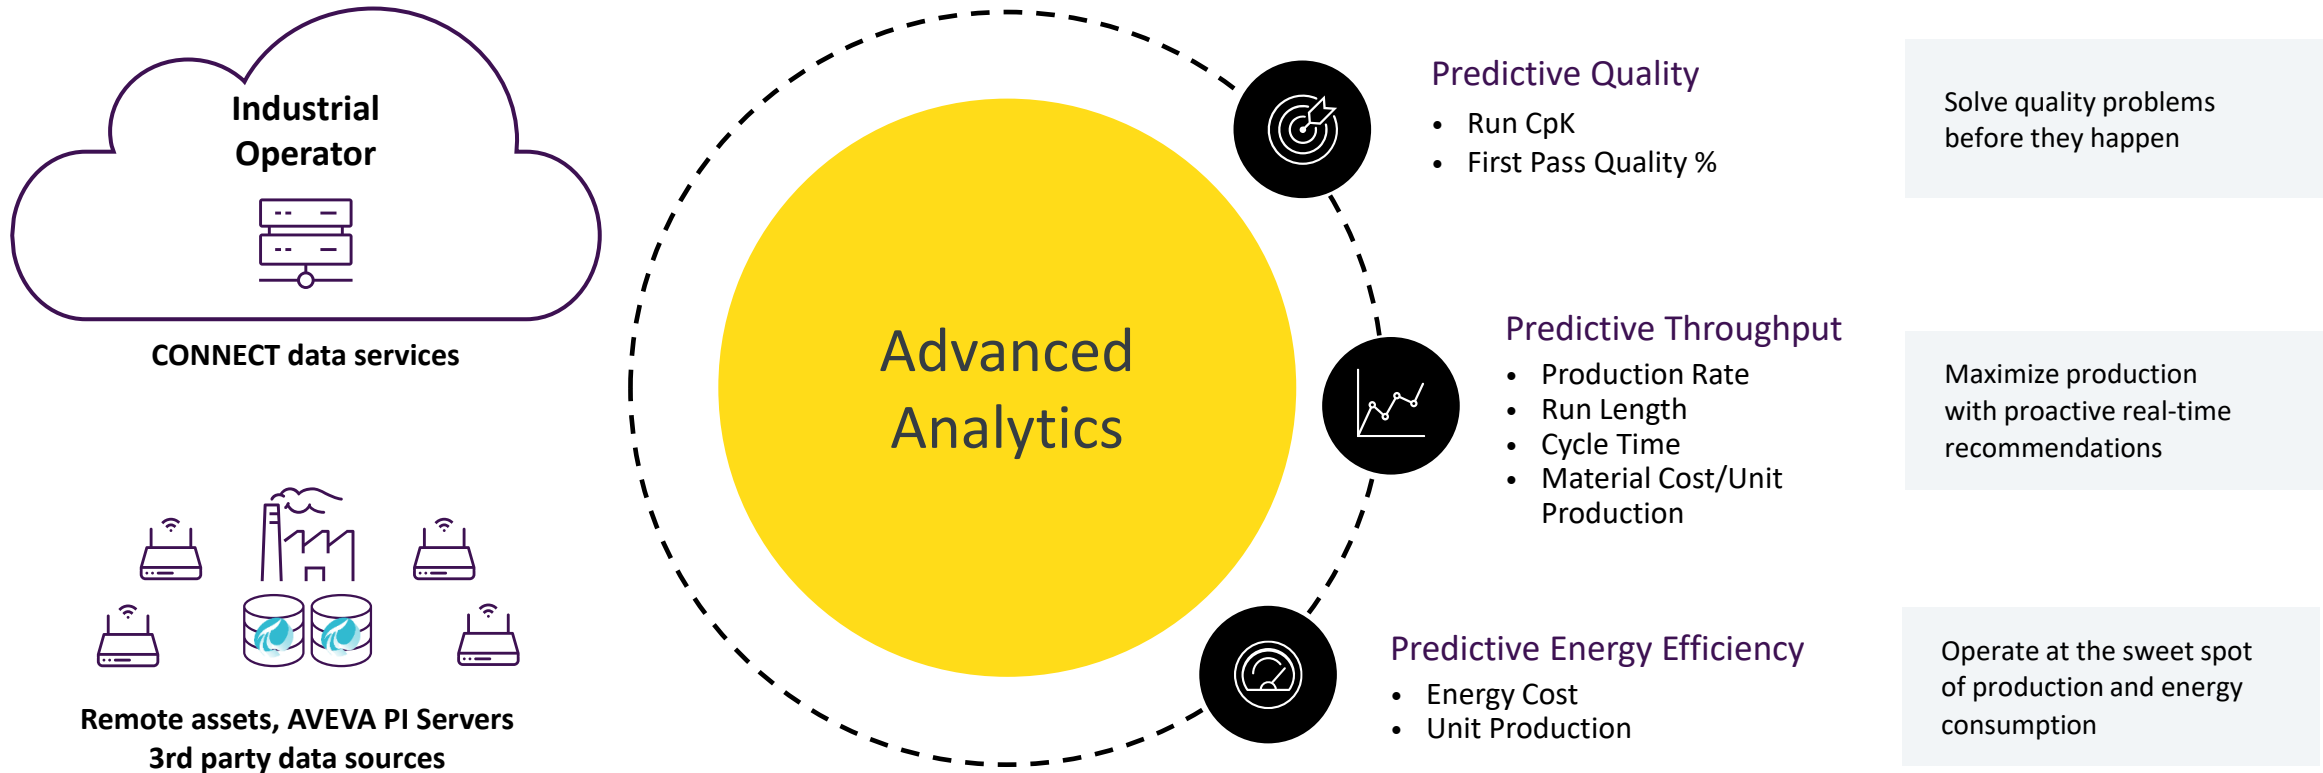 Industrial
Operator
CONNECT data services
Remote assets, AVEVA PI Servers
3rd party data sources
Advanced
Analytics
Predictive Quality
• Run CpK
• First Pass Quality %
Solve quality problems
before they happen
Predictive Throughput
• Production Rate
• Run Length
• Cycle Time
• Material Cost/Unit
Production
Maximize production
with proactive real-time
recommendations
Predictive Energy Efficiency
• Energy Cost
• Unit Production
Operate at the sweet spot
of production and energy
consumption